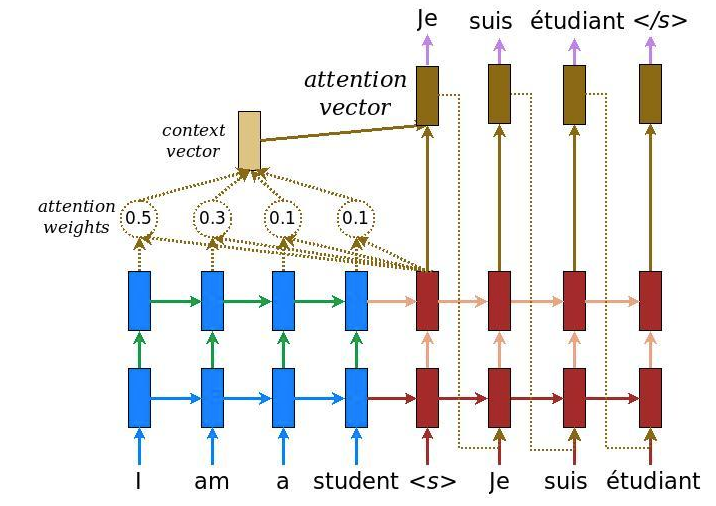 Je suis étudiant </s>
attention
vector
context
vector
attention
weights
0.5 0.3 0.1 0.1
I am a student <s> Je suis étudiant